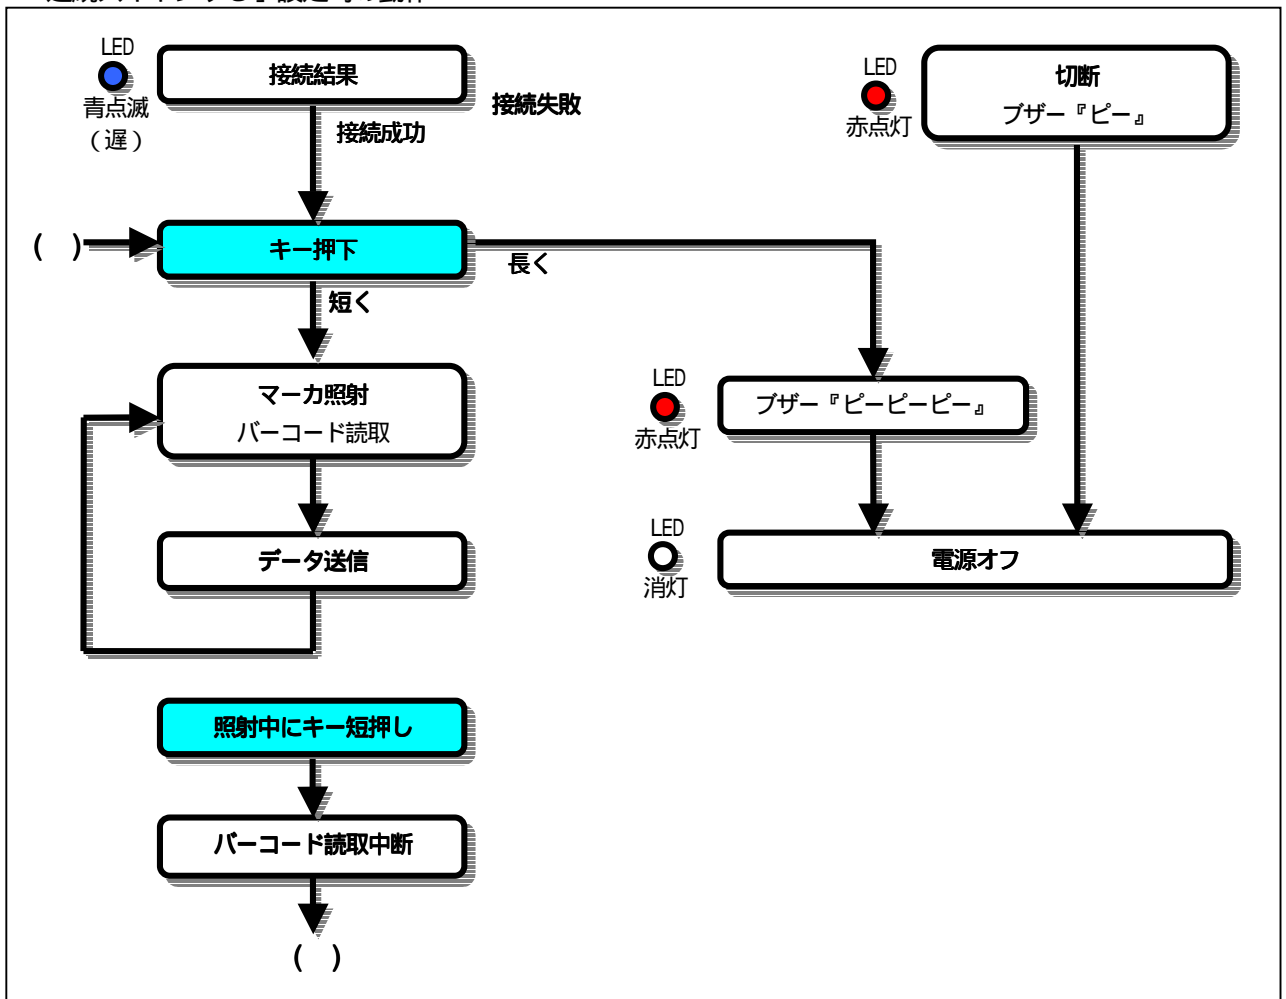 LED
接続結果
青点滅
（遅）
接続失敗
接続成功
LED
赤点灯
切断
ブザー『ピー』
( )
キー押下
長く
短く
マーカ照射
バーコード読取
LED
赤点灯
ブザー『ピーピーピー』
データ送信
LED
消灯
電源オフ
照射中にキー短押し
バーコード読取中断
( )